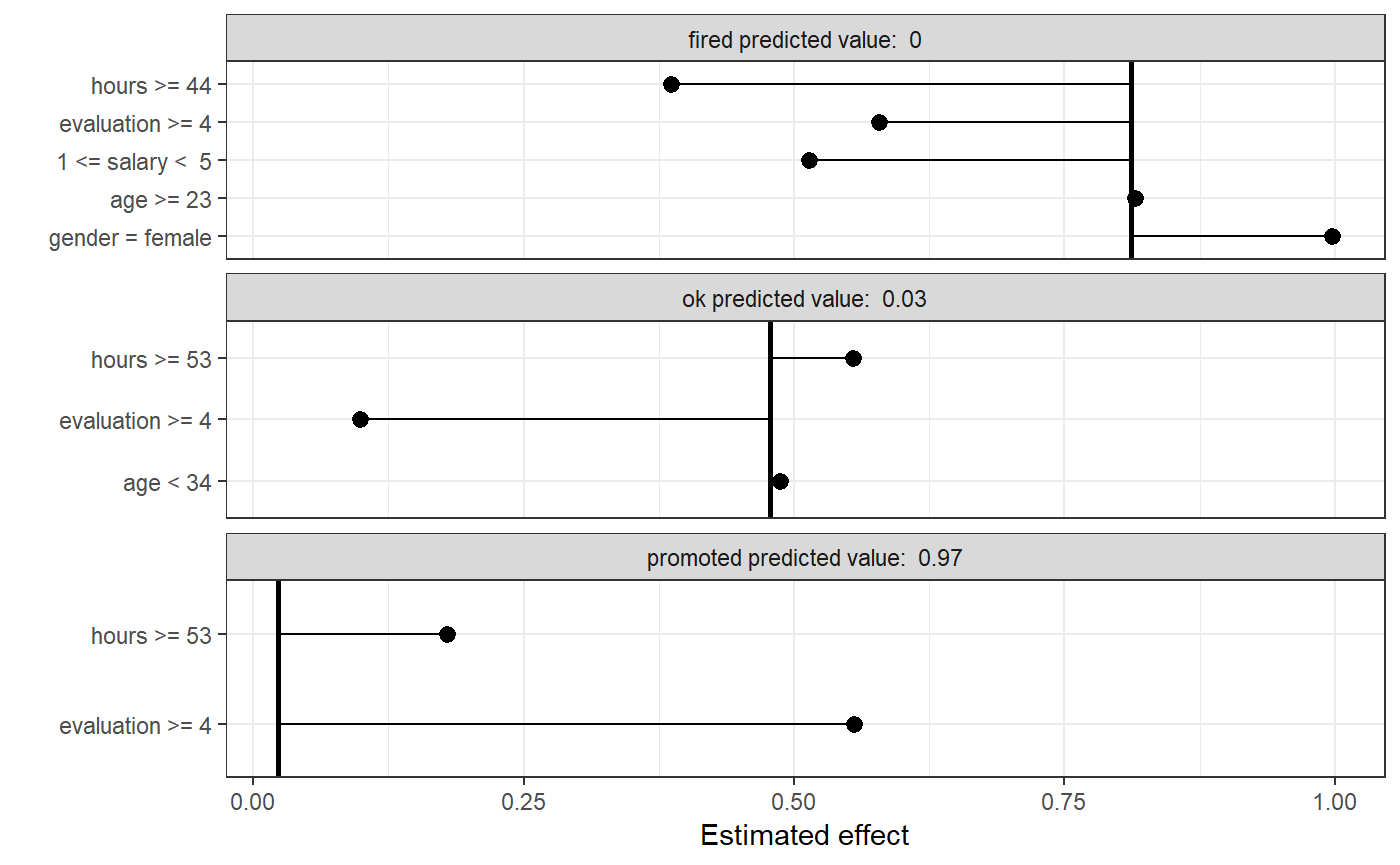 fired predicted value:  0
hours >= 44
evaluation >= 4
1 <= salary <  5
age >= 23
gender = female
ok predicted value:  0.03
hours >= 53
evaluation >= 4
age < 34
promoted predicted value:  0.97
hours >= 53
evaluation >= 4
0.00 0.25 0.50 0.75 1.00
Estimated effect